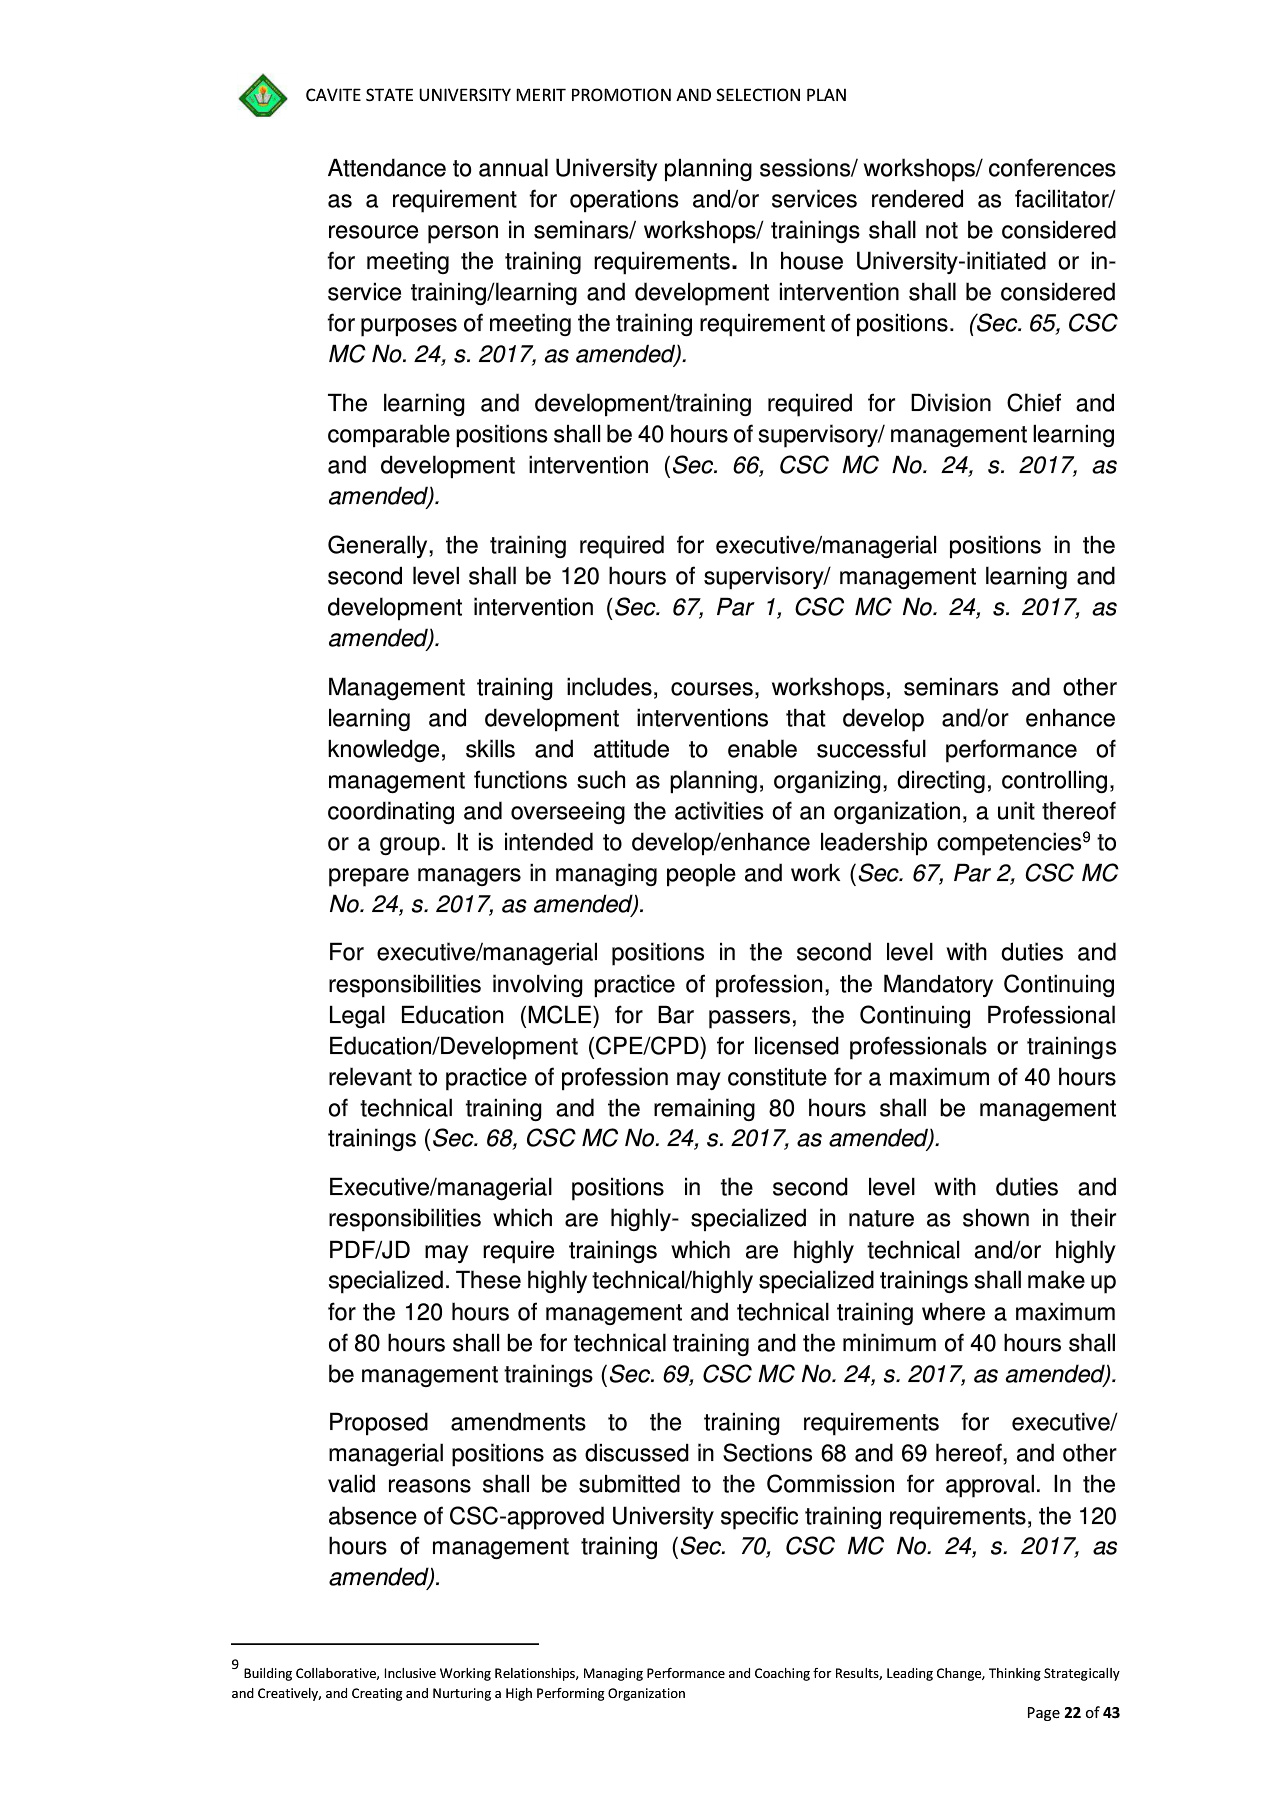 CAVITE STATE UNIVERSITY MERIT PROMOTION AND SELECTION PLAN
Attendance to annual University planning sessions/ workshops/ conferences
as a requirement for operations and/or services rendered as facilitator/
resource person in seminars/ workshops/ trainings shall not be considered
for meeting the training requirements. In house University-initiated or in-
service training/learning and development intervention shall be considered
for purposes of meeting the training requirement of positions. (Sec. 65, CSC
MC No. 24, s. 2017, as amended).
The learning and development/training required for Division Chief and
comparable positions shall be 40 hours of supervisory/ management learning
and development intervention (Sec. 66, CSC MC No. 24, s. 2017, as
amended).
Generally, the training required for executive/managerial positions in the
second level shall be 120 hours of supervisory/ management learning and
development intervention (Sec. 67, Par 1, CSC MC No. 24, s. 2017, as
amended).
Management training includes, courses, workshops, seminars and other
learning and development interventions that develop and/or enhance
knowledge, skills and attitude to enable successful performance of
management functions such as planning, organizing, directing, controlling,
coordinating and overseeing the activities of an organization, a unit thereof
or a group. It is intended to develop/enhance leadership competencies9 to
prepare managers in managing people and work (Sec. 67, Par 2, CSC MC
No. 24, s. 2017, as amended).
For executive/managerial positions in the second level with duties and
responsibilities involving practice of profession, the Mandatory Continuing
Legal Education (MCLE) for Bar passers, the Continuing Professional
Education/Development (CPE/CPD) for licensed professionals or trainings
relevant to practice of profession may constitute for a maximum of 40 hours
of technical training and the remaining 80 hours shall be management
trainings (Sec. 68, CSC MC No. 24, s. 2017, as amended).
Executive/managerial positions in the second level with duties and
responsibilities which are highly- specialized in nature as shown in their
PDF/JD may require trainings which are highly technical and/or highly
specialized. These highly technical/highly specialized trainings shall make up
for the 120 hours of management and technical training where a maximum
of 80 hours shall be for technical training and the minimum of 40 hours shall
be management trainings (Sec. 69, CSC MC No. 24, s. 2017, as amended).
Proposed amendments to the training requirements for executive/
managerial positions as discussed in Sections 68 and 69 hereof, and other
valid reasons shall be submitted to the Commission for approval. In the
absence of CSC-approved University specific training requirements, the 120
hours of management training (Sec. 70, CSC MC No. 24, s. 2017, as
amended).
9 Building Collaborative, Inclusive Working Relationships, Managing Performance and Coaching for Results, Leading Change, Thinking Strategically
and Creatively, and Creating and Nurturing a High Performing Organization
Page 22 of 43